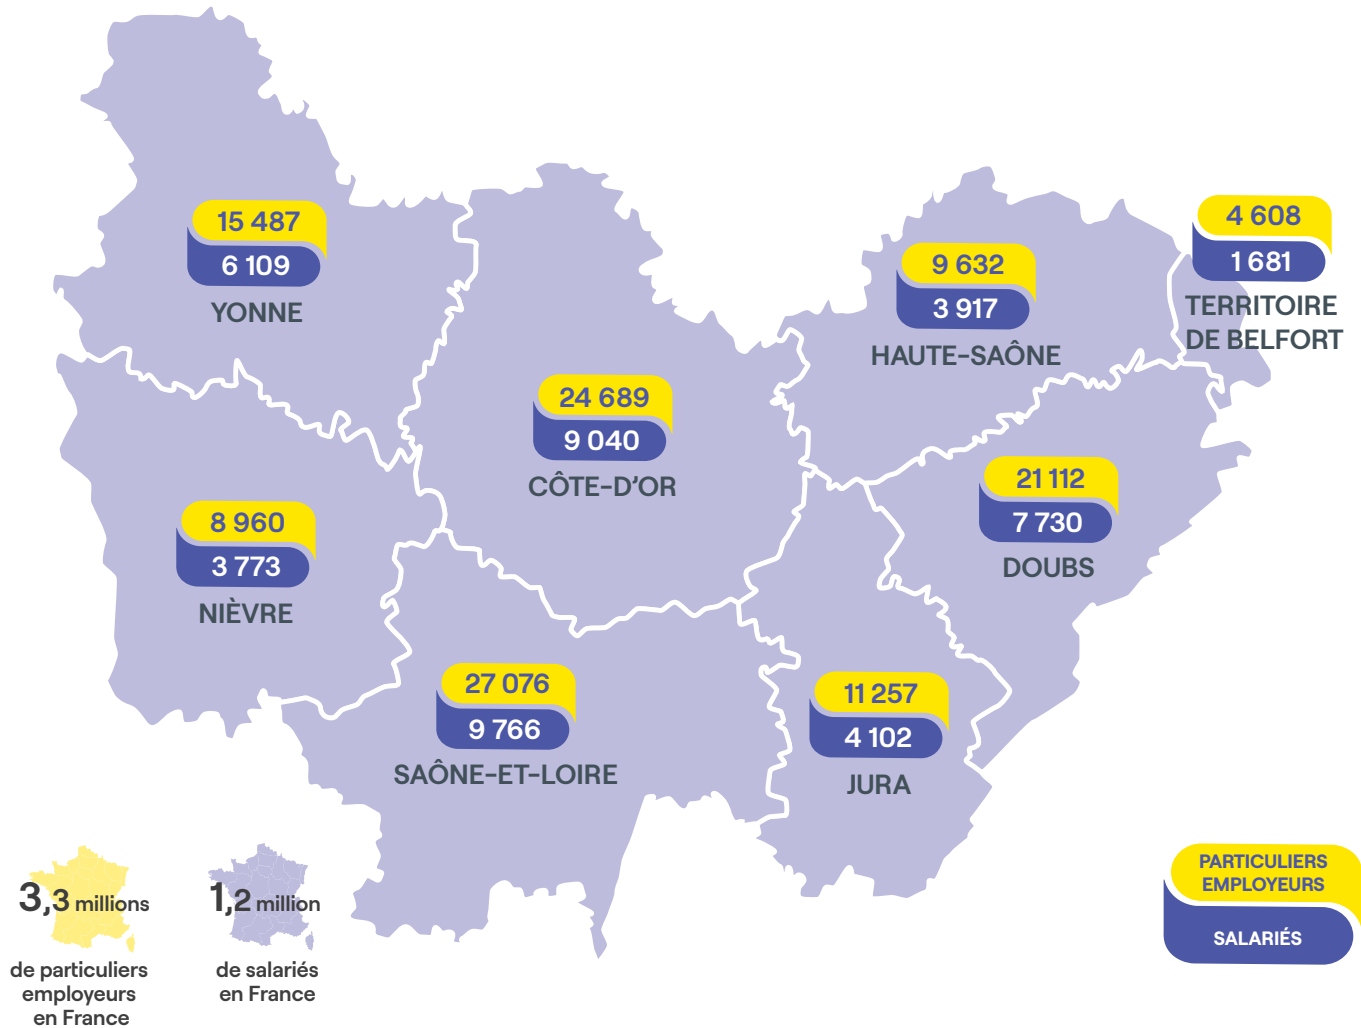 15 487
6 109
YONNE
4 608
1 681
TERRITOIRE
DE BELFORT
9 632
3 917
HAUTE-SAÔNE
24 689
9 040
CÔTE-D’OR
21 112
7 730
DOUBS
8 960
3 773
NIÈVRE
27 076
9 766
SAÔNE-ET-LOIRE
11 257
4 102
JURA
3,3 millions
de particuliers
employeurs
en France
1,2 million
de salariés
en France
PARTICULIERS
EMPLOYEURS
SALARIÉS